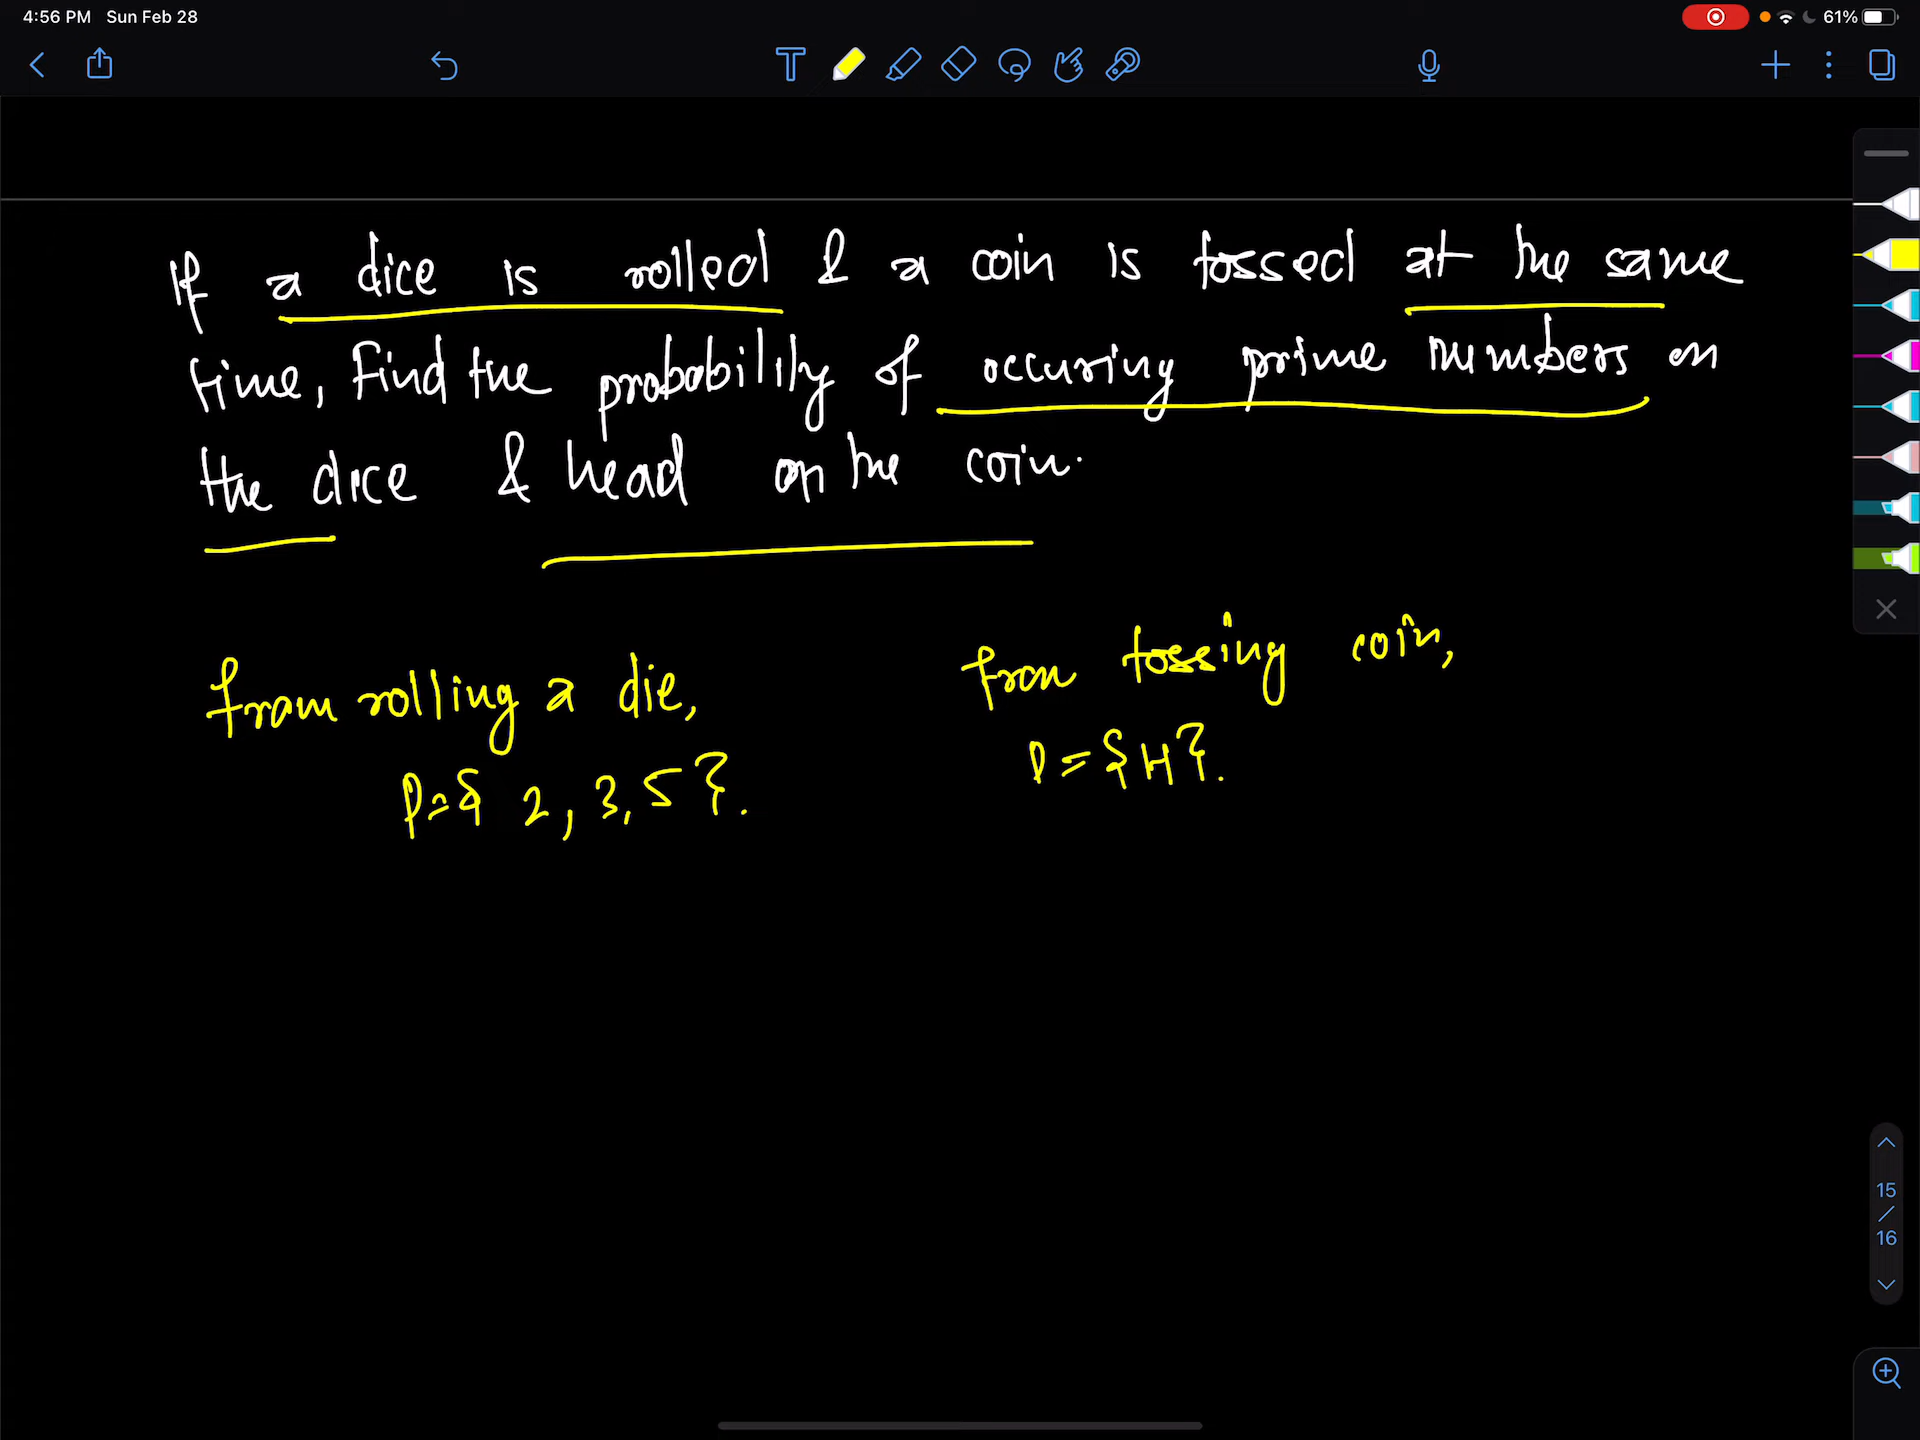 4:56 PM Sun Feb 28
61%
If a dice is rolled & a coin is tossed at the same
time, Find the probability of occuring prime numbers on
the dice & head on the coin.
from rolling a die,
from tossing coin,
P={ 2, 3, 5 }.
P = { H }.
15
/
16